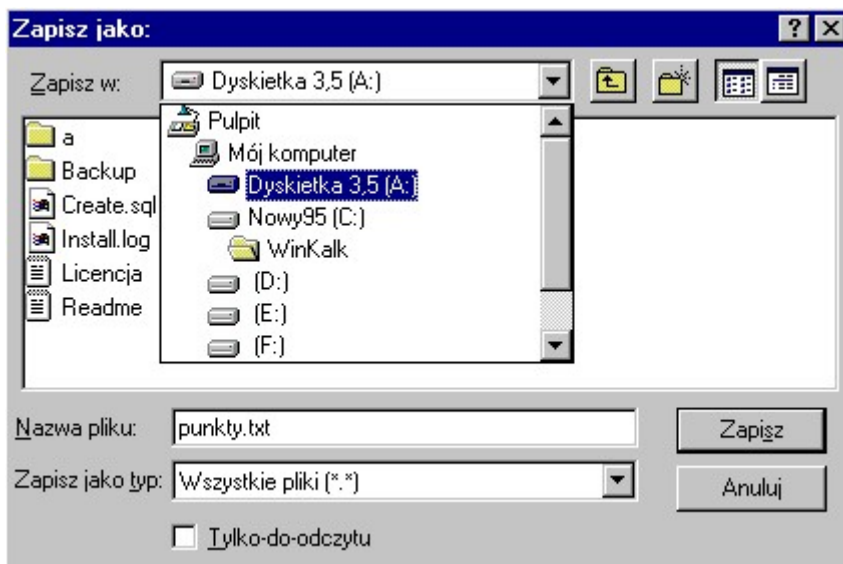 Zapisz jako:
Zapisz w:
Dyskietka 3,5 (A:)
Pulpit
Mój komputer
Dyskietka 3,5 (A:)
Nowy95 (C:)
WinKalk
(D:)
(E:)
(F:)
a
Backup
Create.sql
Install.log
Licencja
Readme
Nazwa pliku:
punkty.txt
Zapisz
Zapisz jako typ:
Wszystkie pliki (*.*)
Anuluj
Tylko-do-odczytu